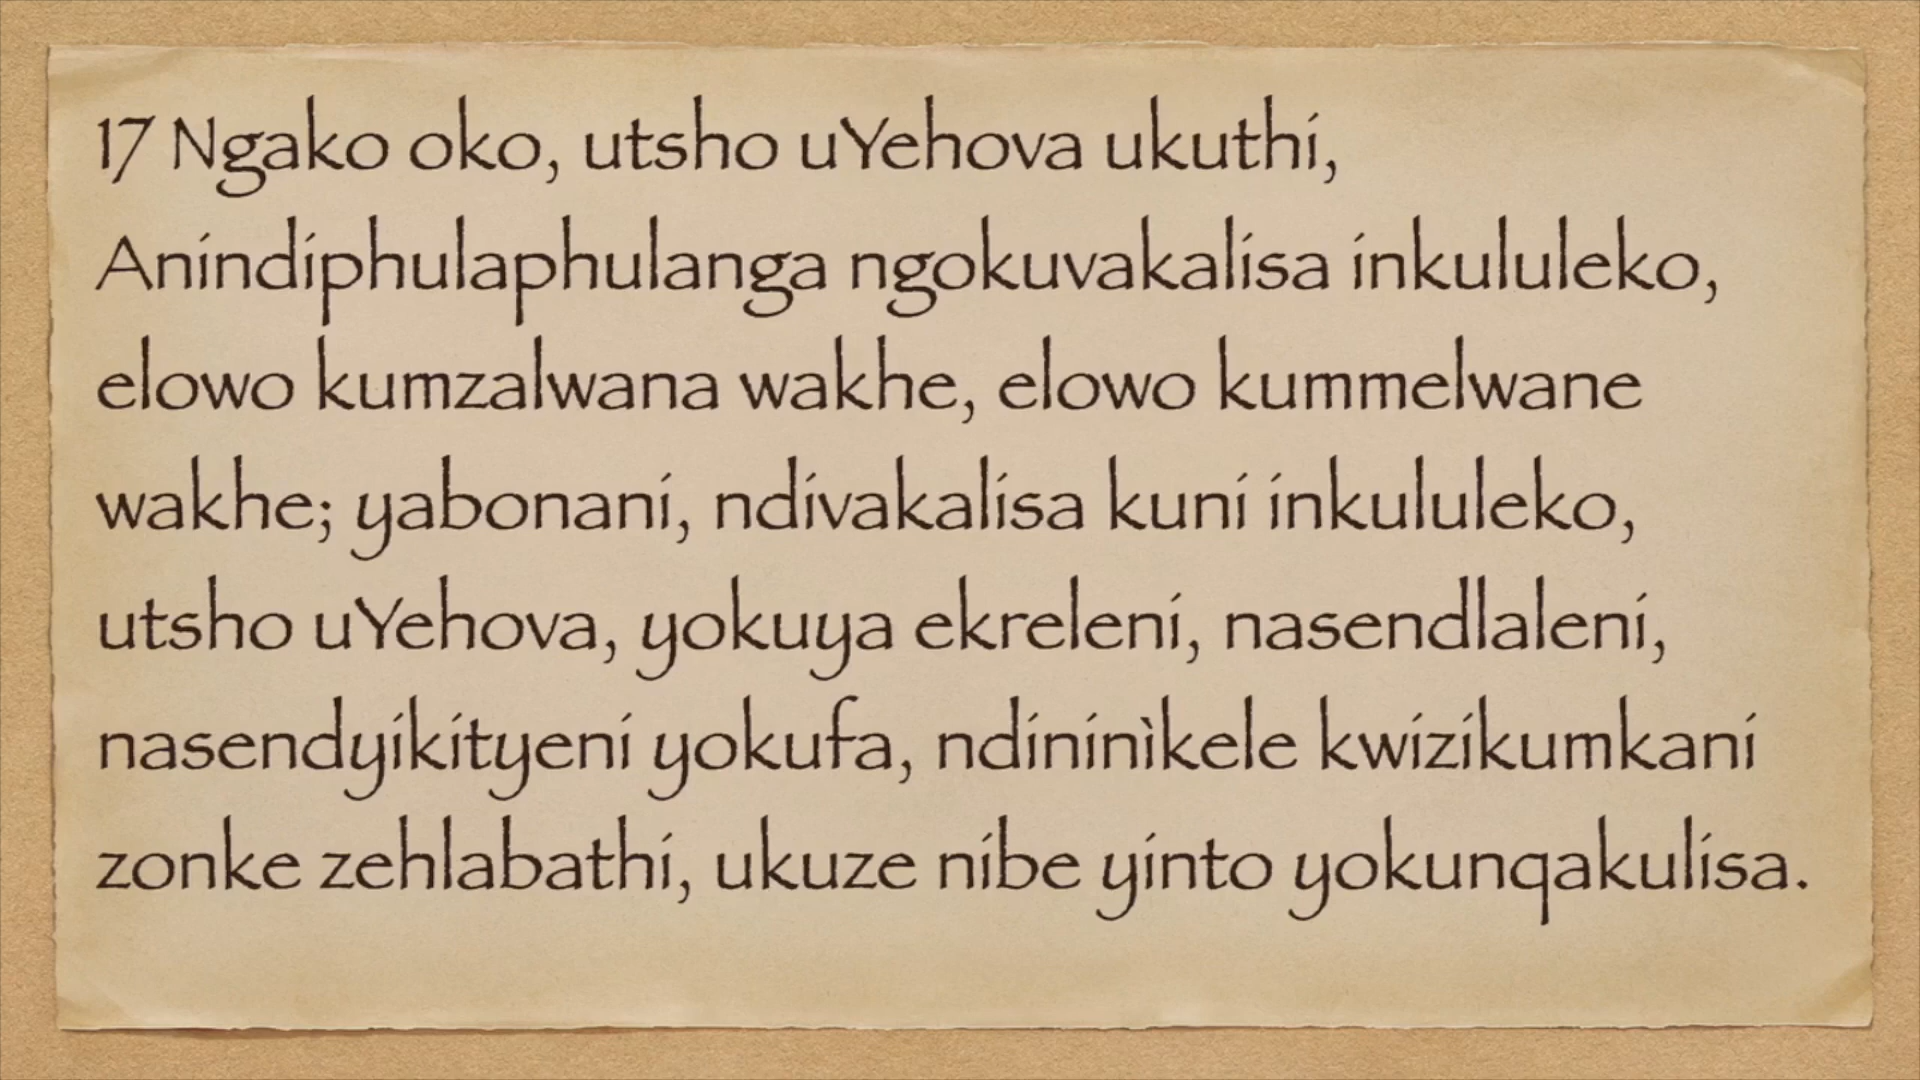 17 Ngako oko, utsho uYehova ukuthi,
Anindiphulaphulanga ngokuvakalisa inkululeko,
elowo kumzalwana wakhe, elowo kummelwane
wakhe; yabonani, ndivakalisa kuni inkululeko,
utsho uYehova, yokuya ekreleni, nasendlaleni,
nasendyikityeni yokufa, ndininìkele kwizikumkani
zonke zehlabathi, ukuze nibe yinto yokunqakulisa.